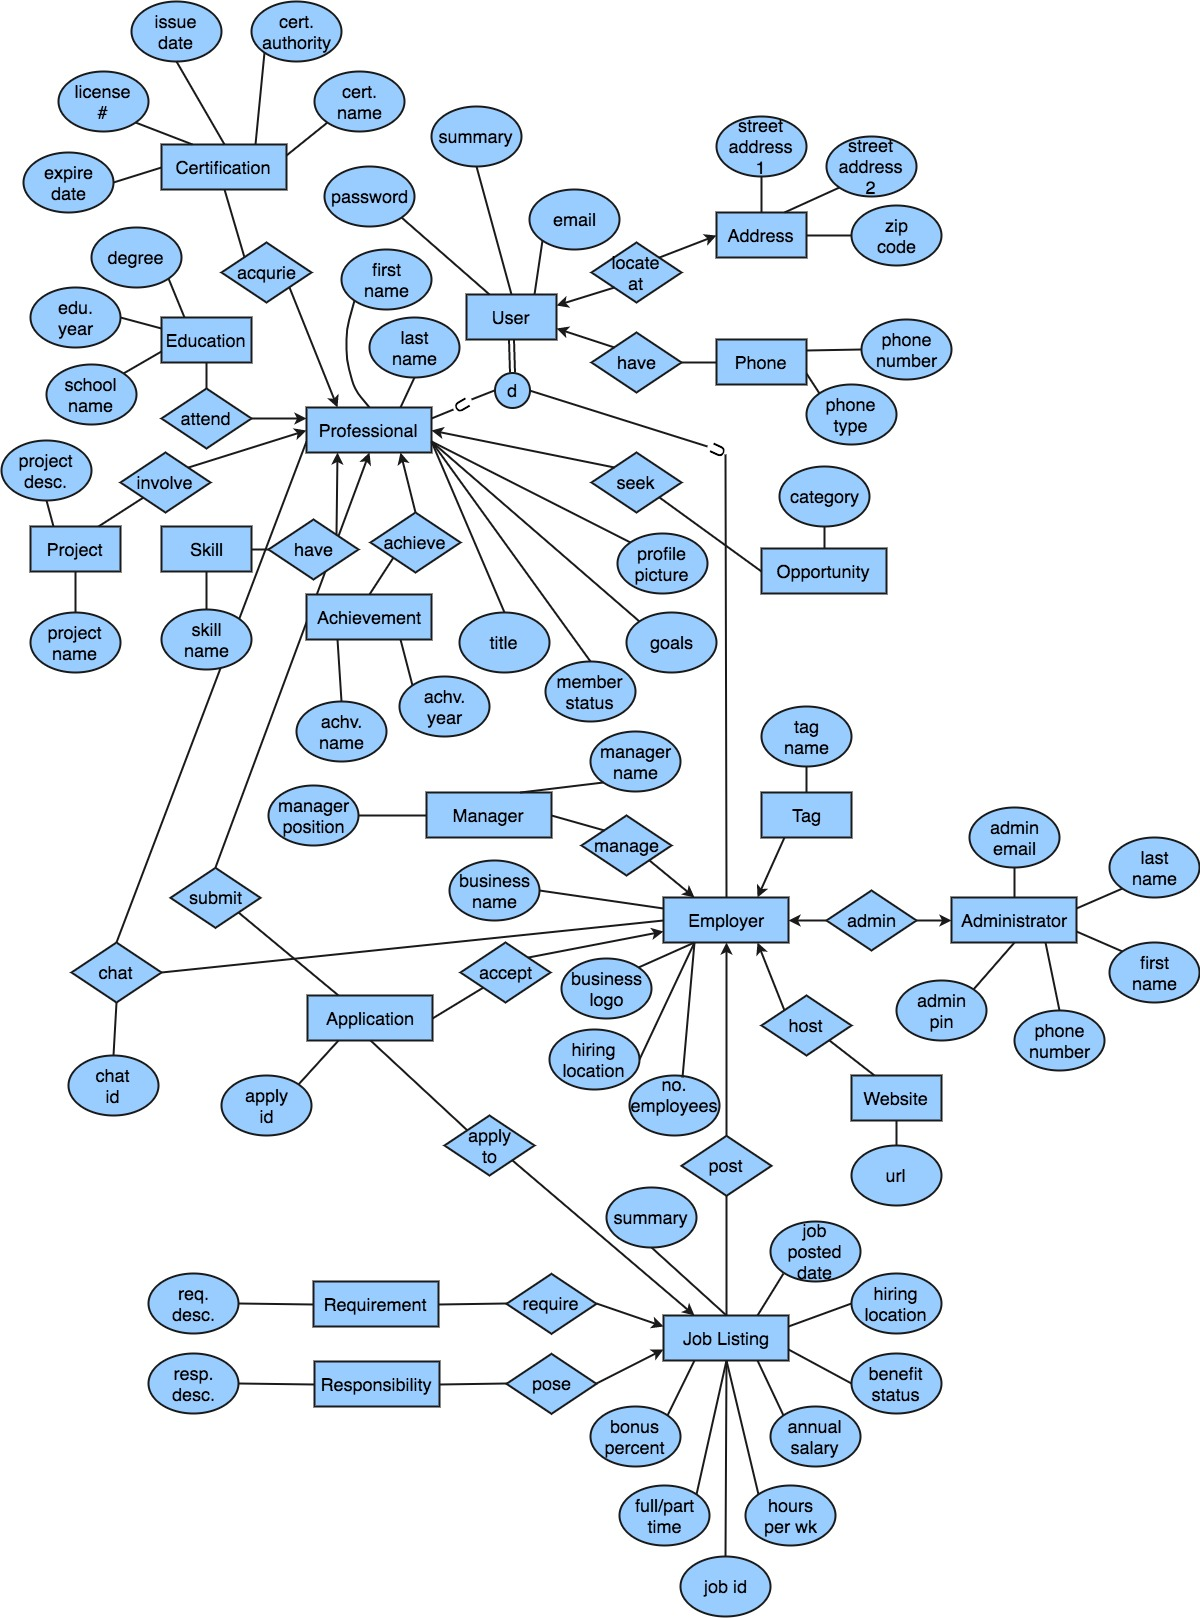 issue
date
cert.
authority
license
#
cert.
name
expire
date
Certification
summary
password
email
street
address
1
street
address
2
zip
code
Address
degree
acqurie
first
name
locate
at
edu.
year
Education
User
last
name
have
Phone
phone
number
school
name
d
phone
type
attend
Professional
project
desc.
involve
seek
category
Project
Skill
have
achieve
profile
picture
Opportunity
project
name
skill
name
Achievement
title
goals
member
status
achv.
name
achv.
year
tag
name
manager
name
manager
position
Manager
manage
Tag
admin
email
last
name
business
name
submit
Employer
admin
Administrator
chat
accept
business
logo
first
name
admin
pin
Application
host
phone
number
hiring
location
chat
id
apply
id
no.
employees
Website
apply
to
post
url
summary
job
posted
date
req.
desc.
Requirement
require
hiring
location
Job Listing
resp.
desc.
Responsibility
pose
benefit
status
bonus
percent
annual
salary
full/part
time
hours
per wk
job id